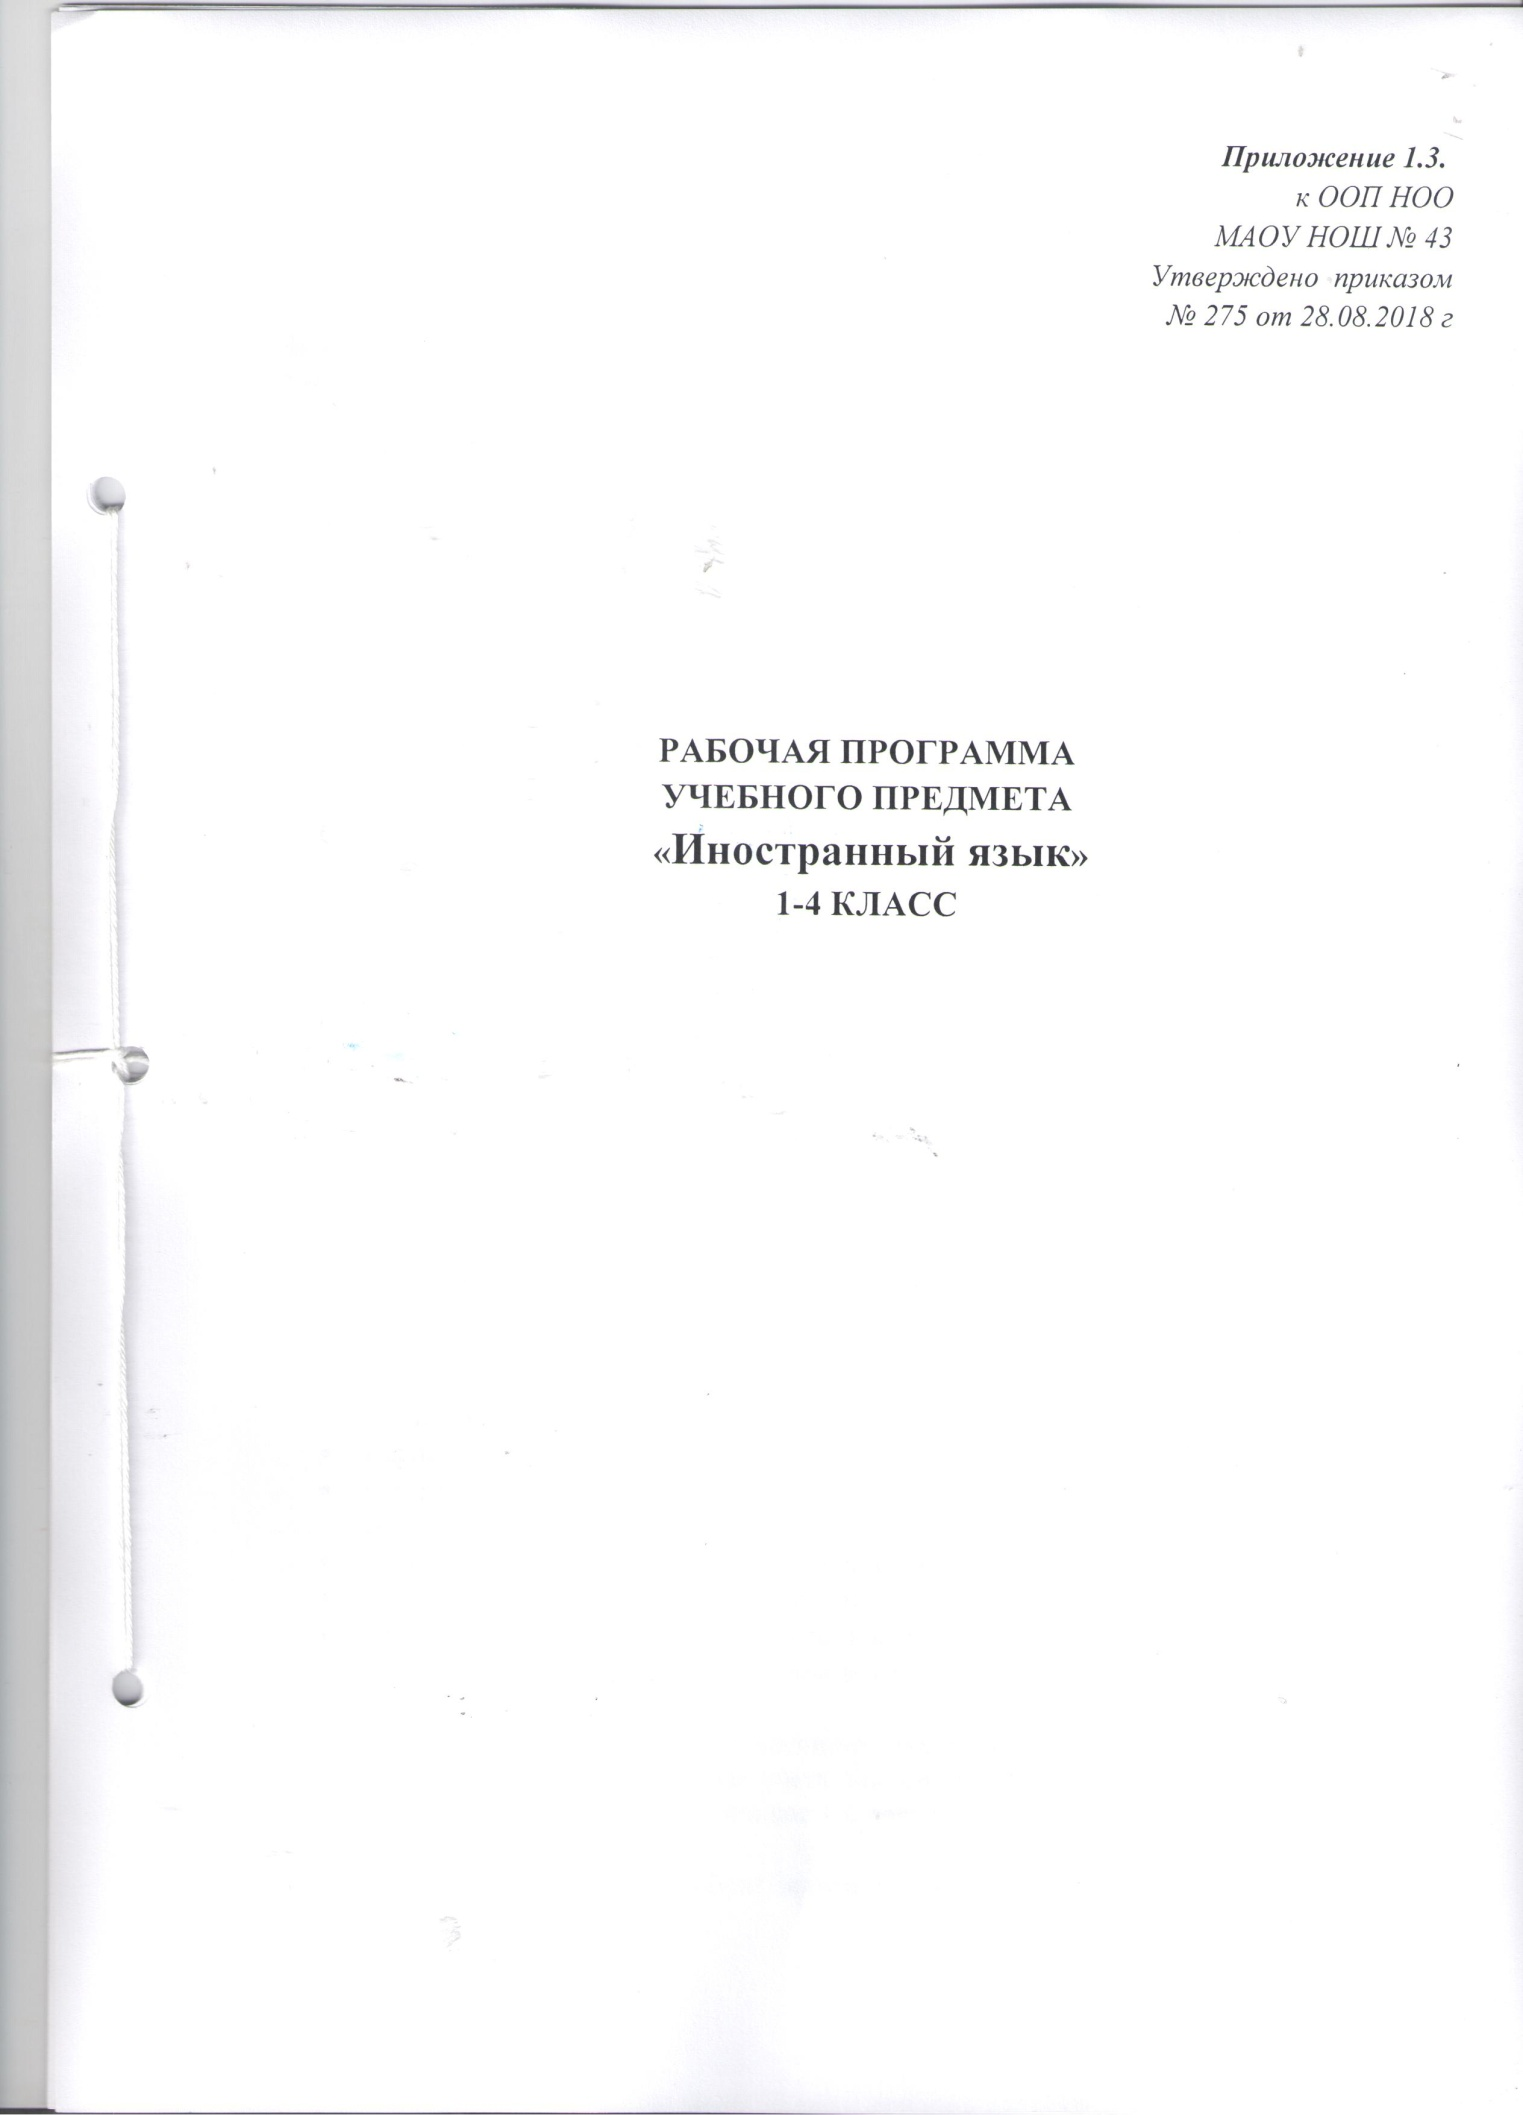 Приложение 1.3.
к ООП НОО
МАОУ НОШ № 43
Утверждено приказом
№ 275 от 28.08.2018 г
РАБОЧАЯ ПРОГРАММА
УЧЕБНОГО ПРЕДМЕТА
«Иностранный язык»
1-4 КЛАСС